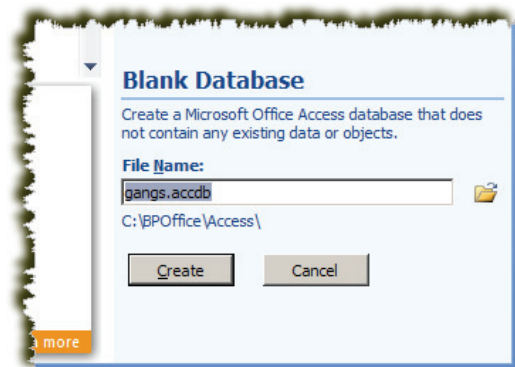 Blank Database
Create a Microsoft Office Access database that does
not contain any existing data or objects.
File Name:
gangs.accdb
C:\BPOffice\Access\
Create
Cancel
more